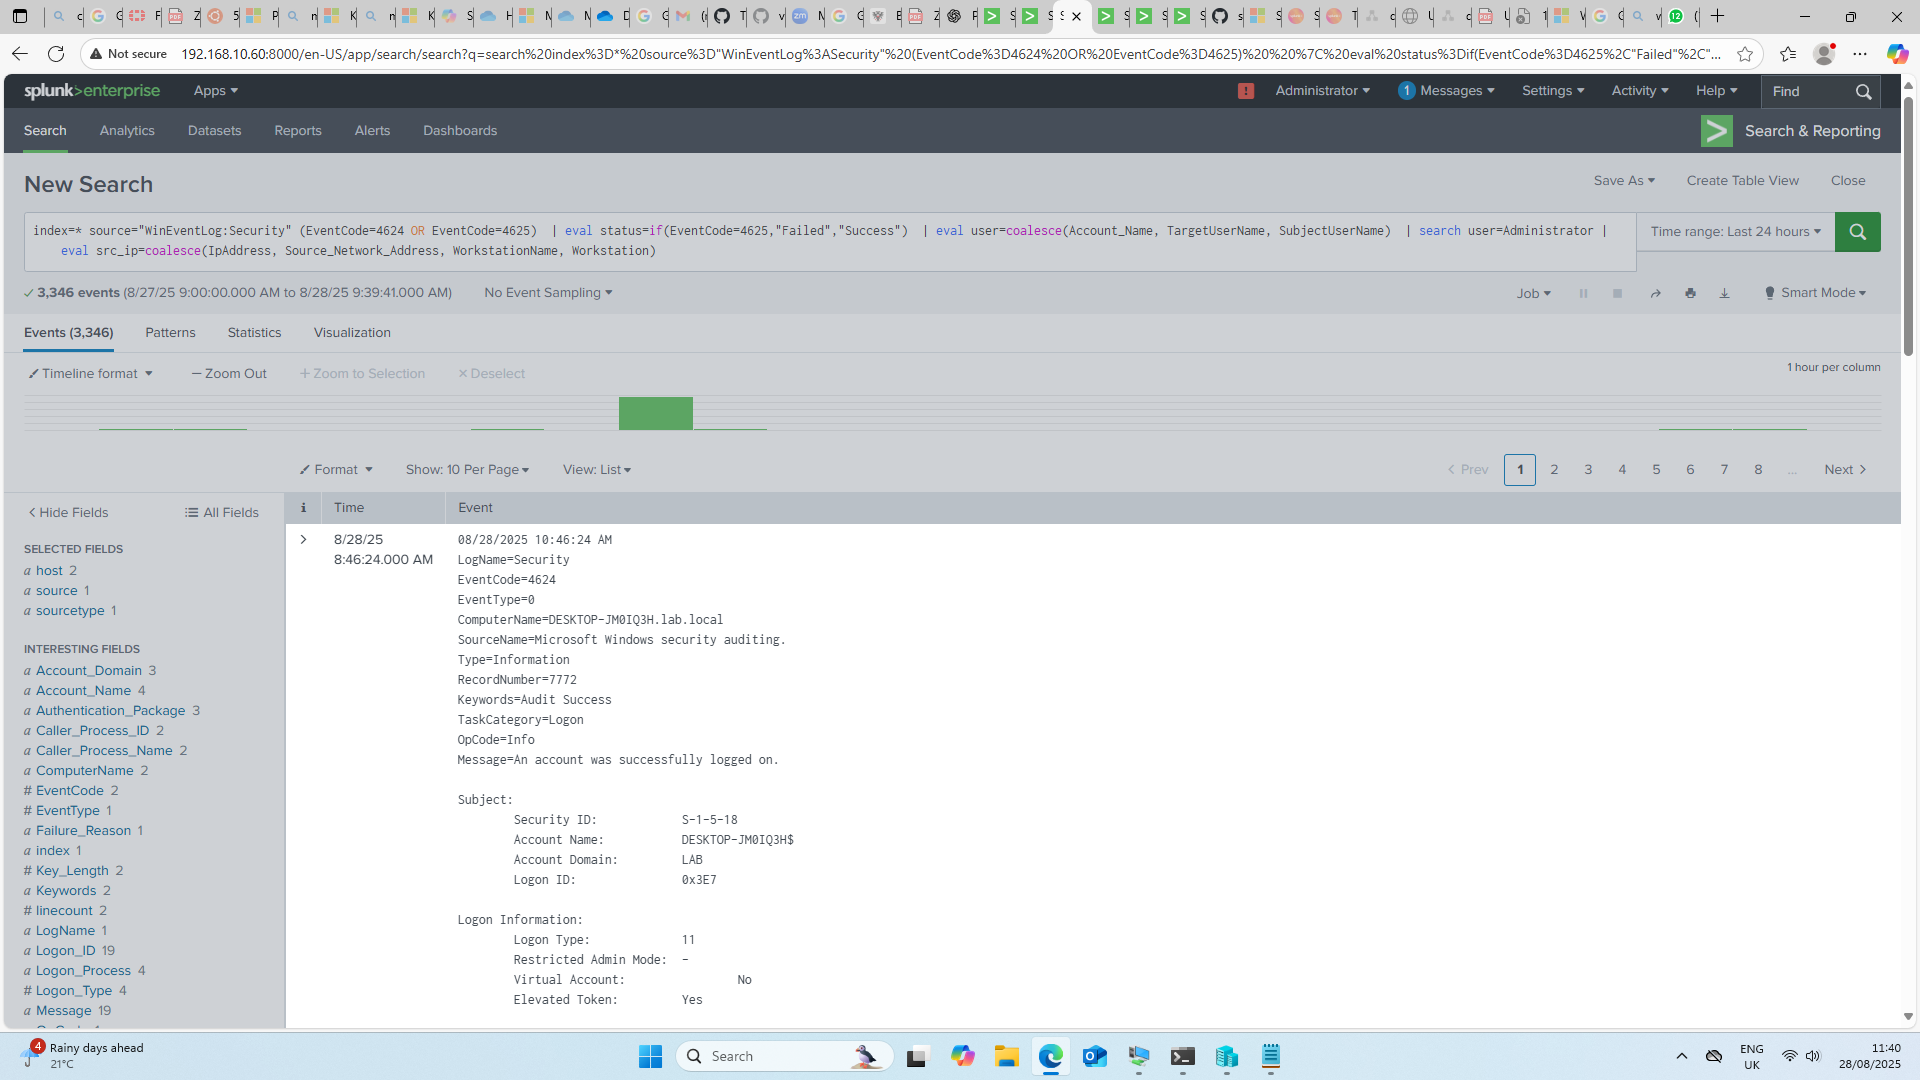 Not secure
192.168.10.60:8000/en-US/app/search/search?q=search%20index%3D*%20source%3D"WinEventLog%3ASecurity"%20(EventCode%3D4624%20OR%20EventCode%3D4625)%20%20%7C%20eval%20status%3Dif(EventCode%3D4625%2C"Failed"%2C"...
splunk>enterprise
Apps
!
Administrator
1
Messages
Settings
Activity
Help
Find
Search
Analytics
Datasets
Reports
Alerts
Dashboards
Search & Reporting
New Search
Save As
Create Table View
Close
index=* source="WinEventLog:Security" (EventCode=4624 OR EventCode=4625) | eval status=if(EventCode=4625,"Failed","Success") | eval user=coalesce(Account_Name, TargetUserName, SubjectUserName) | search user=Administrator |
eval src_ip=coalesce(IpAddress, Source_Network_Address, WorkstationName, Workstation)
Time range: Last 24 hours
3,346 events (8/27/25 9:00:00.000 AM to 8/28/25 9:39:41.000 AM)
No Event Sampling
Job
Smart Mode
Events (3,346)
Patterns
Statistics
Visualization
Timeline format
Zoom Out
Zoom to Selection
Deselect
1 hour per column
Format
Show: 10 Per Page
View: List
Prev
1
2
3
4
5
6
7
8
...
Next
Hide Fields
All Fields
i
Time
Event
SELECTED FIELDS
a host 2
a source 1
a sourcetype 1
INTERESTING FIELDS
a Account_Domain 3
a Account_Name 4
a Authentication_Package 3
a Caller_Process_ID 2
a Caller_Process_Name 2
a ComputerName 2
# EventCode 2
# EventType 1
a Failure_Reason 1
a index 1
# Key_Length 2
a Keywords 2
# linecount 2
a LogName 1
a Logon_ID 19
a Logon_Process 4
# Logon_Type 4
a Message 19
8/28/25
8:46:24.000 AM
08/28/2025 10:46:24 AM
LogName=Security
EventCode=4624
EventType=0
ComputerName=DESKTOP-JM0IQ3H.lab.local
SourceName=Microsoft Windows security auditing.
Type=Information
RecordNumber=7772
Keywords=Audit Success
TaskCategory=Logon
OpCode=Info
Message=An account was successfully logged on.
Subject:
Security ID: S-1-5-18
Account Name: DESKTOP-JM0IQ3H$
Account Domain: LAB
Logon ID: 0x3E7
Logon Information:
Logon Type: 11
Restricted Admin Mode: -
Virtual Account: No
Elevated Token: Yes
4
Rainy days ahead
21°C
Search
ENG
UK
11:40
28/08/2025